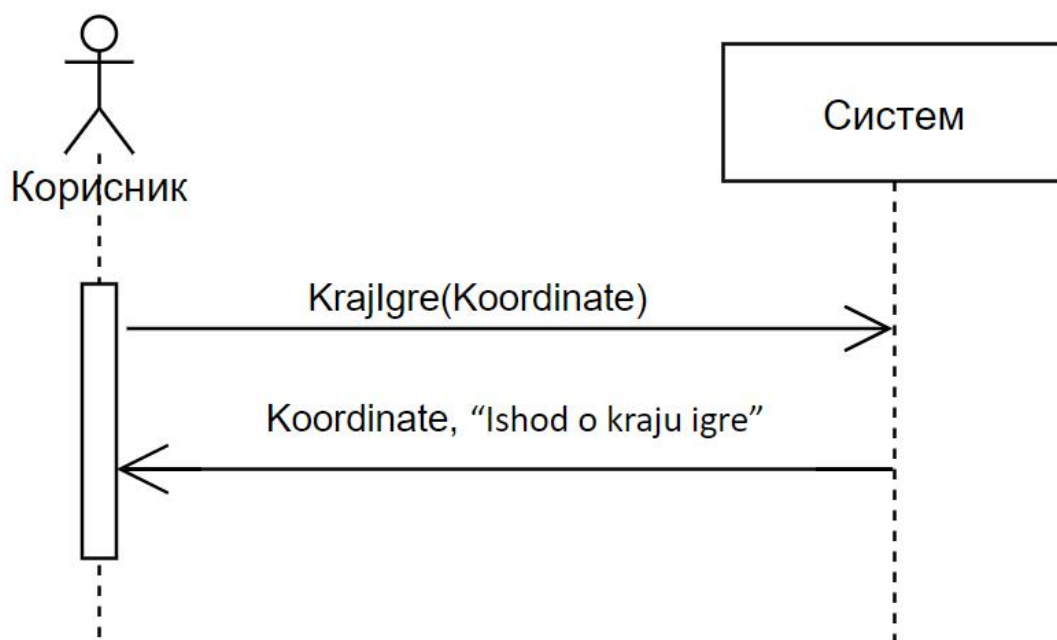 Систем
Корисник
KrajIgre(Koordinate)
Koordinate, “Ishod o kraju igre”